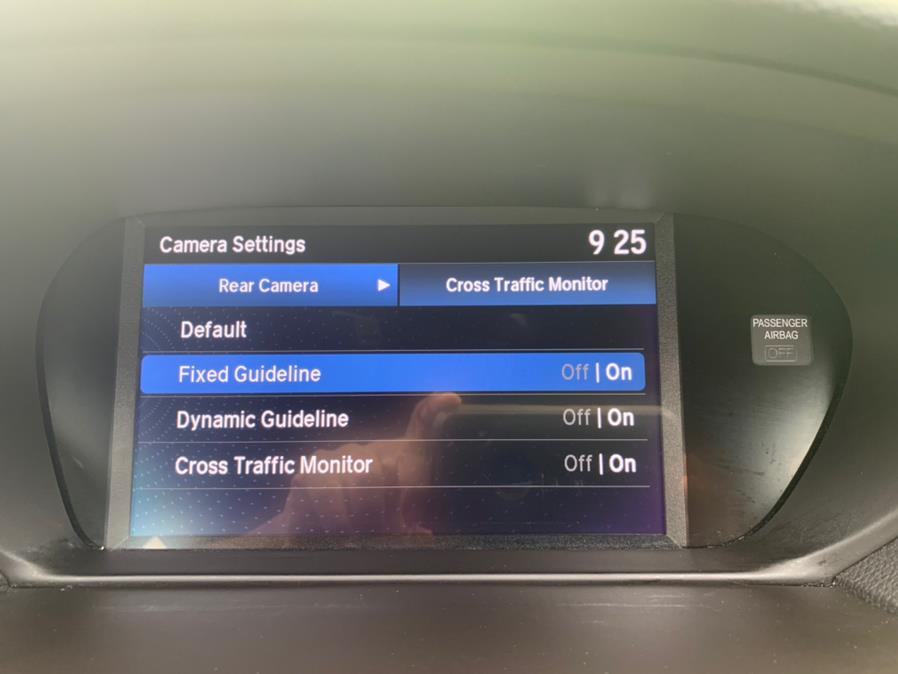 Camera Settings 9 25
Rear Camera ▶ Cross Traffic Monitor
Default
Fixed Guideline Off | On
Dynamic Guideline Off | On
Cross Traffic Monitor Off | On
PASSENGER
AIRBAG
OFF